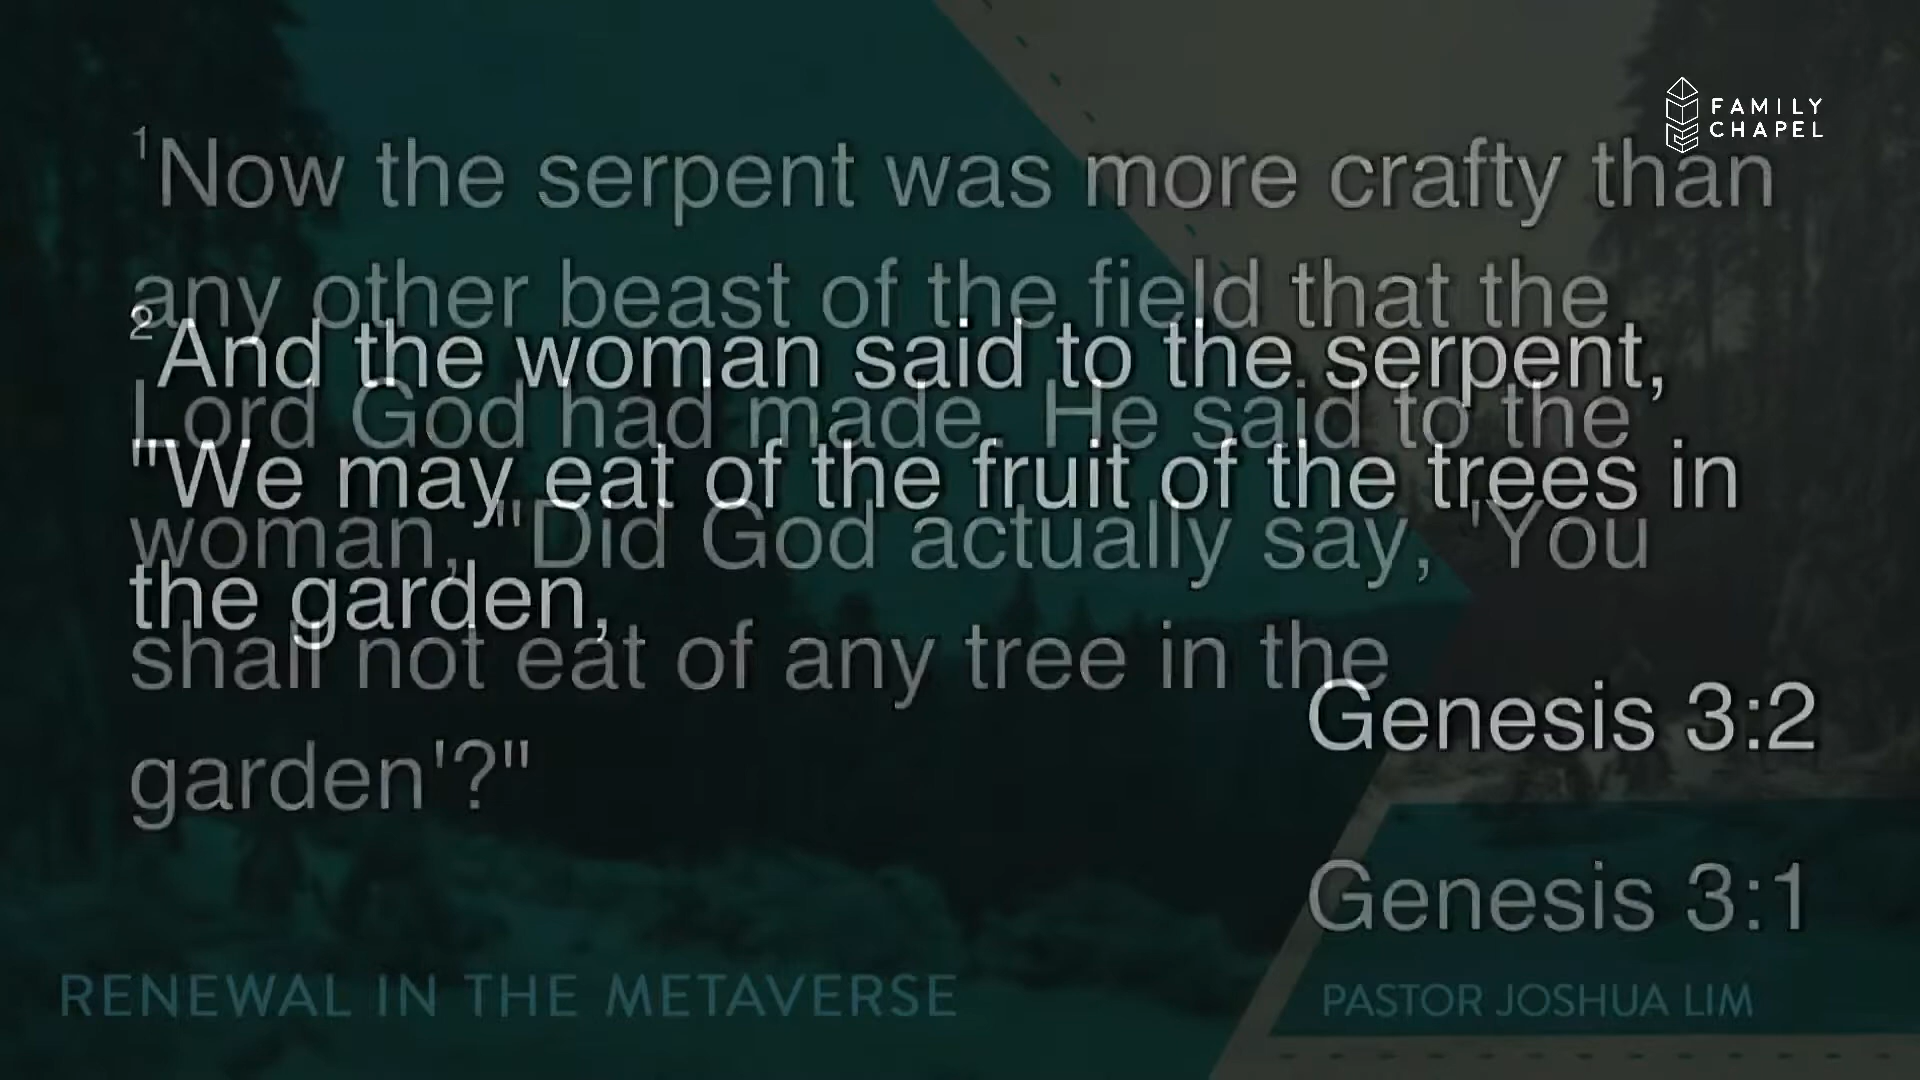 FAMILY
CHAPEL
1Now the serpent was more crafty than
any other beast of the field that the
Lord God had made. He said to the
woman, "Did God actually say, 'You
shall not eat of any tree in the
garden'?"
Genesis 3:1
2And the woman said to the serpent,
"We may eat of the fruit of the trees in
the garden,
Genesis 3:2
RENEWAL IN THE METAVERSE
PASTOR JOSHUA LIM